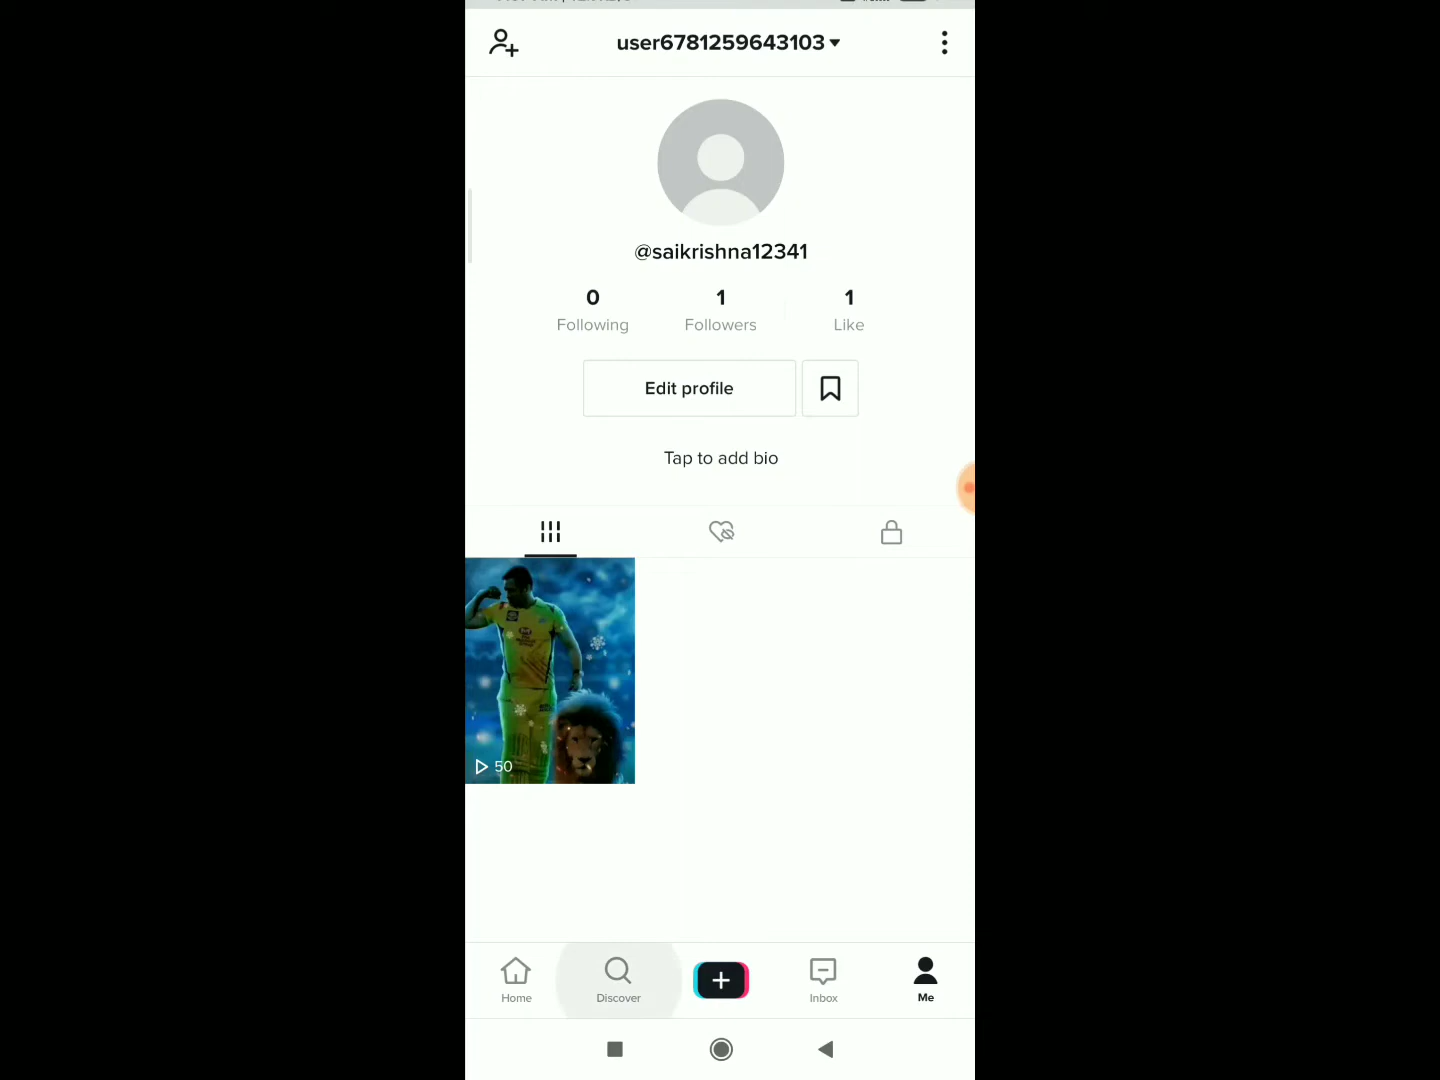 user6781259643103
@saikrishna12341
0 1 1
Following Followers Like
Edit profile
Tap to add bio
50
Home Discover Inbox Me